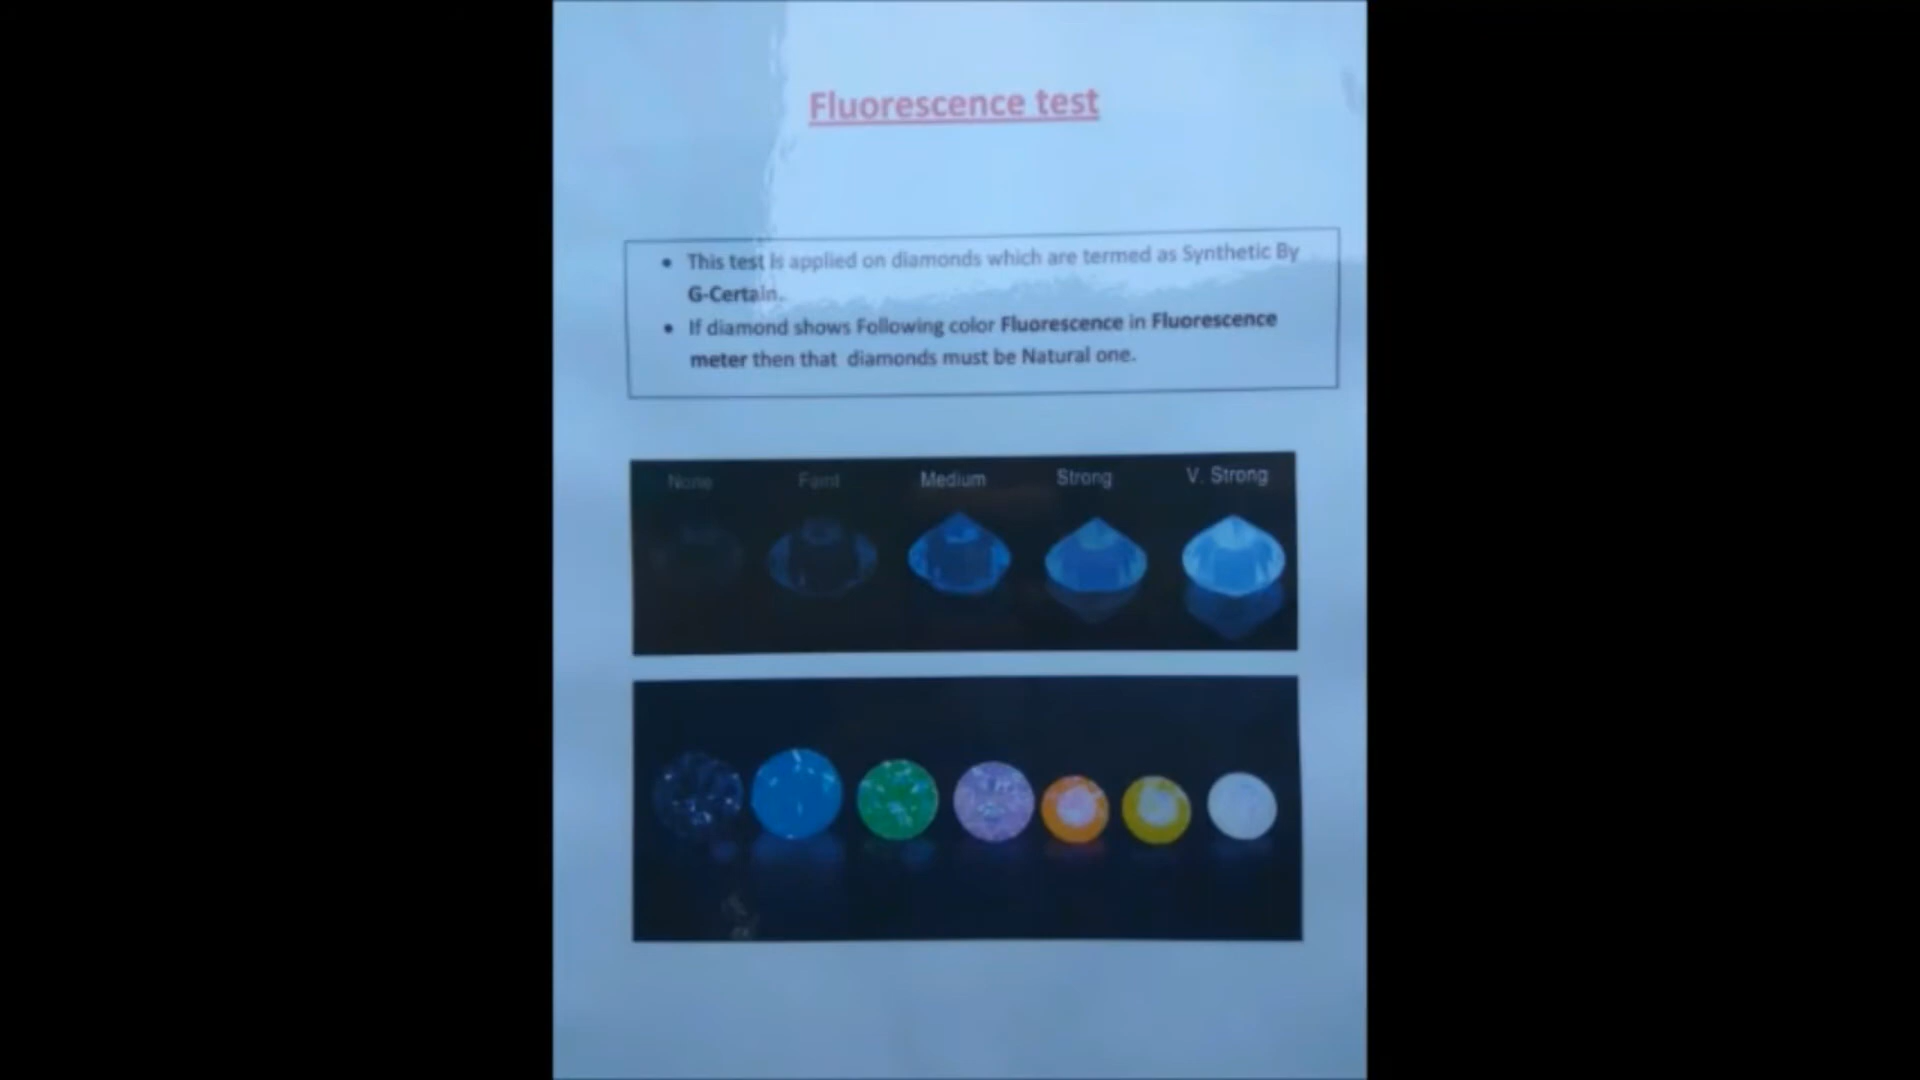 Fluorescence test
• This test is applied on diamonds which are termed as Synthetic By
G-Certain.
• If diamond shows Following color Fluorescence in Fluorescence
meter then that diamonds must be Natural one.
None Faint Medium Strong V. Strong